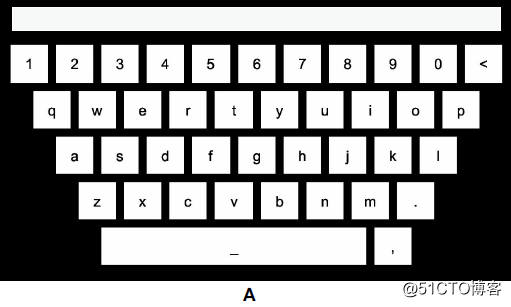 1 2 3 4 5 6 7 8 9 0 <
q w e r t y u i o p
a s d f g h j k l
z x c v b n m .
_ ,
A
@51CTO博客